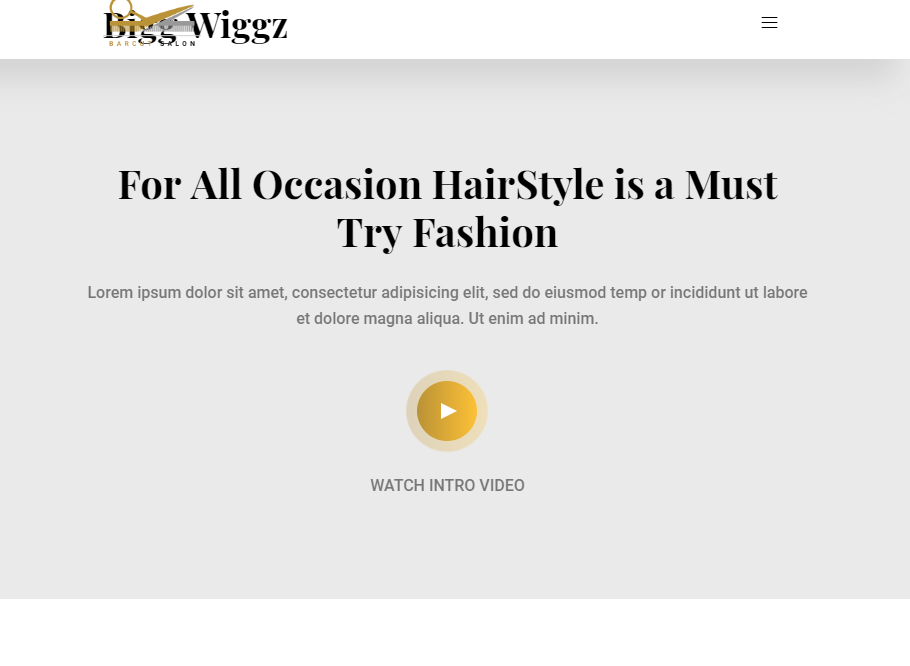 Bigg Wiggz
BARCUT SALON
For All Occasion HairStyle is a Must
Try Fashion
Lorem ipsum dolor sit amet, consectetur adipisicing elit, sed do eiusmod temp or incididunt ut labore
et dolore magna aliqua. Ut enim ad minim.
WATCH INTRO VIDEO